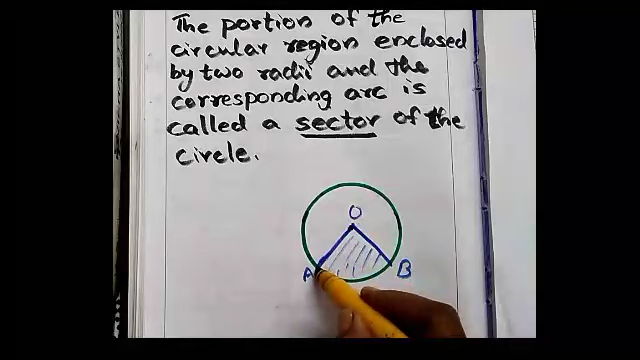 The portion of the
circular region enclosed
by two radii and the
corresponding arc is
called a sector of the
circle.
O
A
B